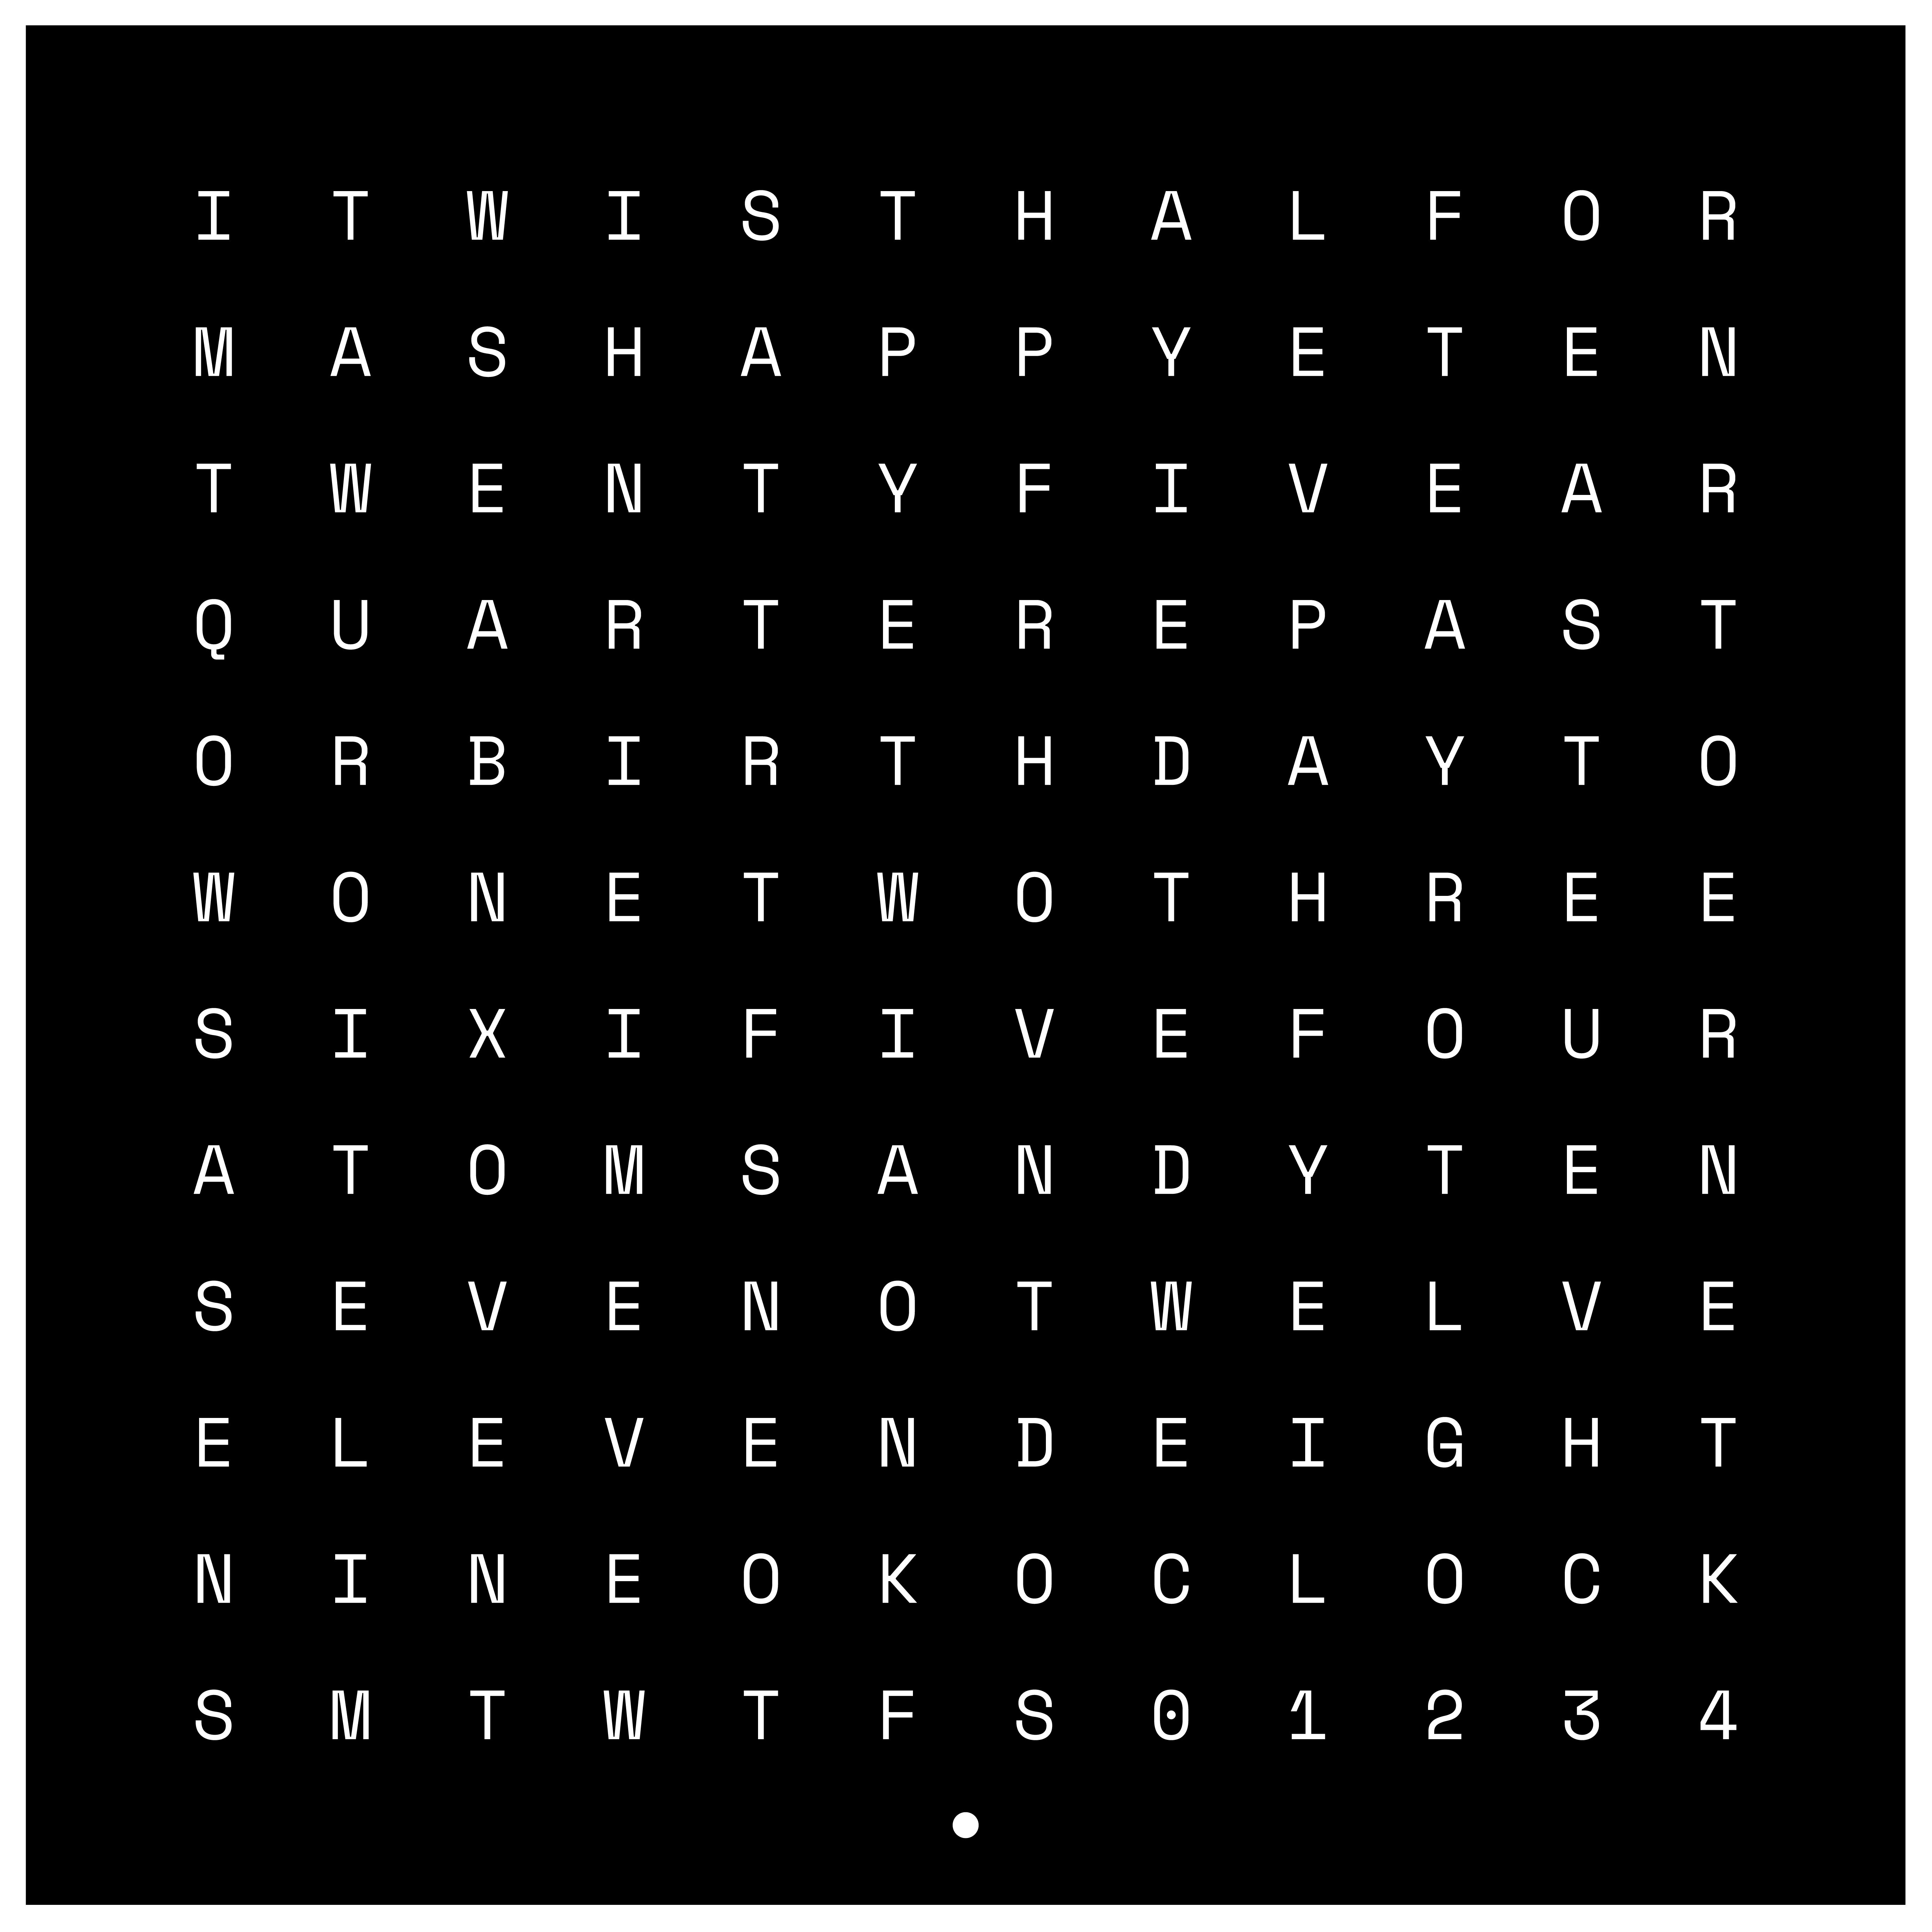 I T W I S T H A L F O R
M A S H A P P Y E T E N
T W E N T Y F I V E A R
Q U A R T E R E P A S T
O R B I R T H D A Y T O
W O N E T W O T H R E E
S I X I F I V E F O U R
A T O M S A N D Y T E N
S E V E N O T W E L V E
E L E V E N D E I G H T
N I N E O K O C L O C K
S M T W T F S 0 1 2 3 4